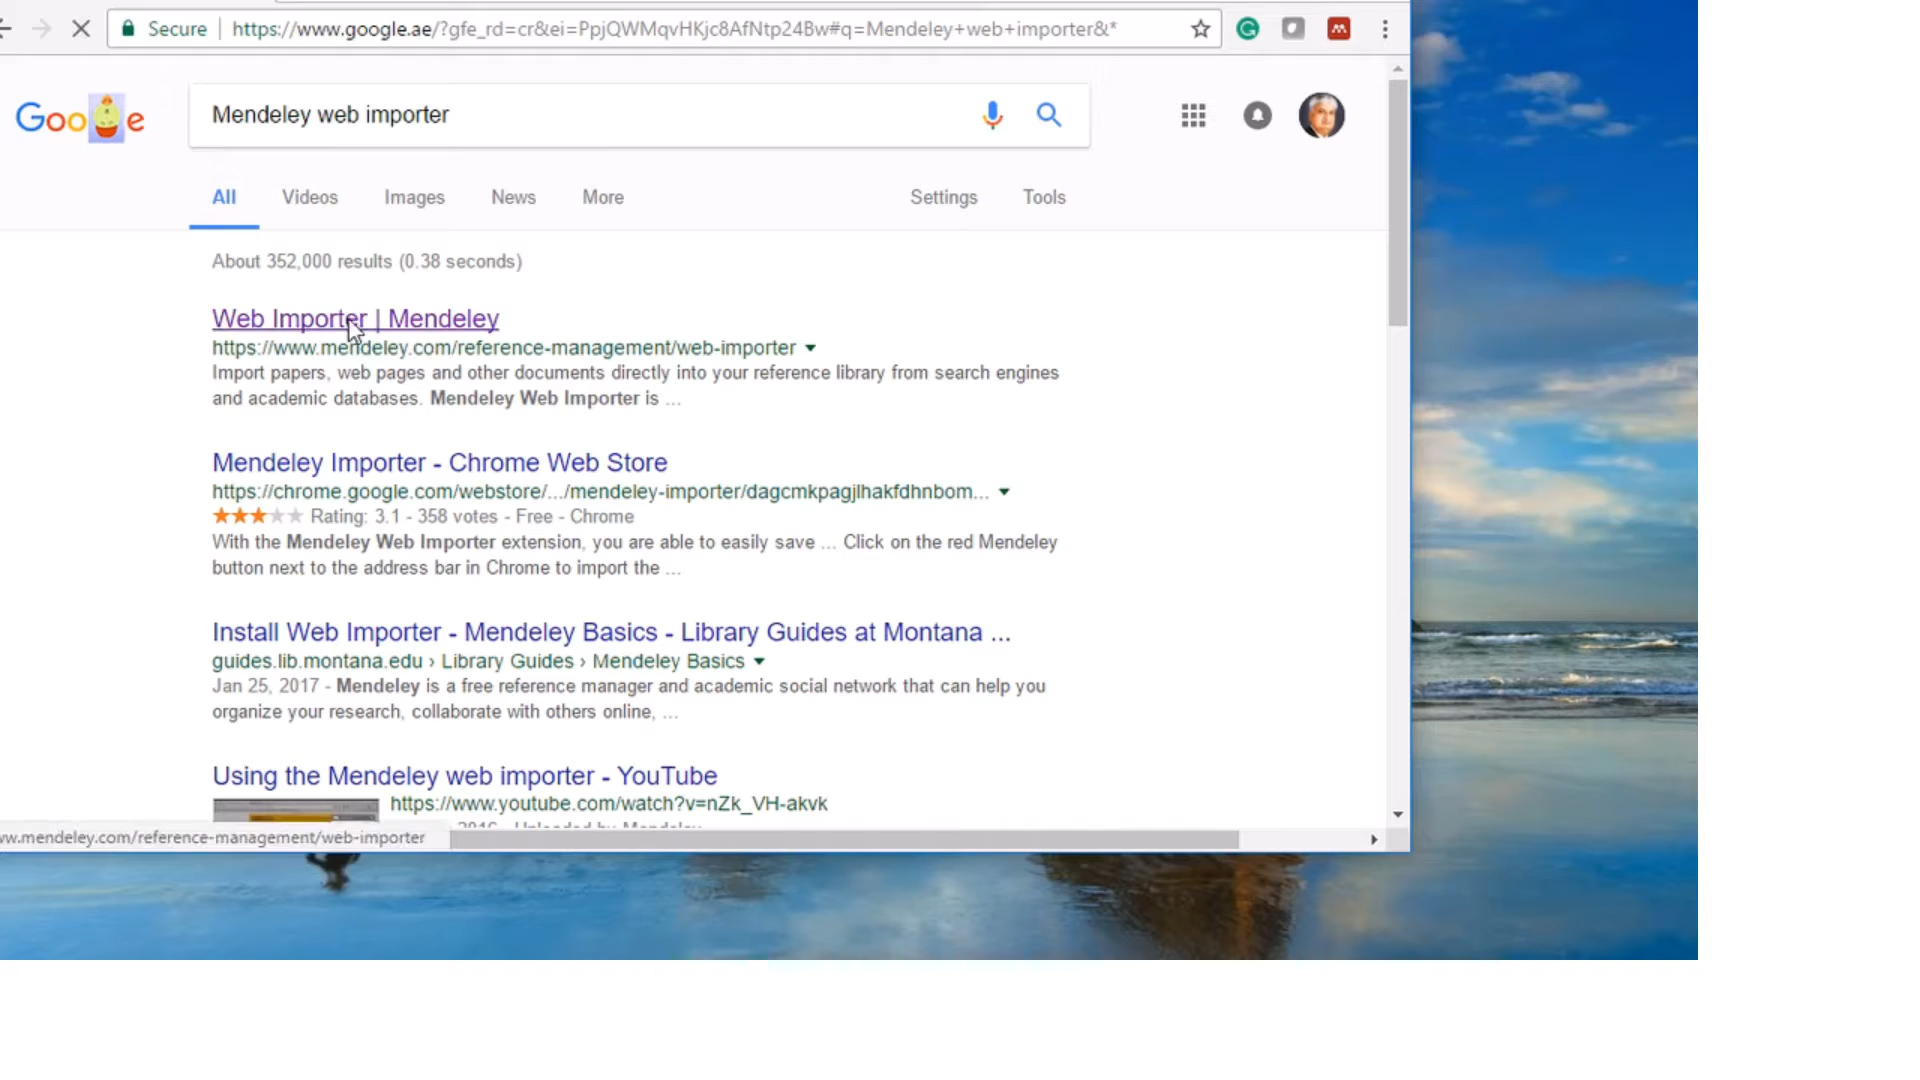 Secure https://www.google.ae/?gfe_rd=cr&ei=PpjQWMqvHKjc8AfNtp24Bw#q=Mendeley+web+importer&*
Goo e Mendeley web importer
All Videos Images News More Settings Tools
About 352,000 results (0.38 seconds)
Web Importer | Mendeley
https://www.mendeley.com/reference-management/web-importer
Import papers, web pages and other documents directly into your reference library from search engines
and academic databases. Mendeley Web Importer is ...
Mendeley Importer - Chrome Web Store
https://chrome.google.com/webstore/.../mendeley-importer/dagcmkpagjlhakfdhnbom...
Rating: 3.1 - 358 votes - Free - Chrome
With the Mendeley Web Importer extension, you are able to easily save ... Click on the red Mendeley
button next to the address bar in Chrome to import the ...
Install Web Importer - Mendeley Basics - Library Guides at Montana ...
guides.lib.montana.edu › Library Guides › Mendeley Basics
Jan 25, 2017 - Mendeley is a free reference manager and academic social network that can help you
organize your research, collaborate with others online, ...
Using the Mendeley web importer - YouTube
https://www.youtube.com/watch?v=nZk_VH-akvk
2016 - Uploaded by Mendeley
ww.mendeley.com/reference-management/web-importer